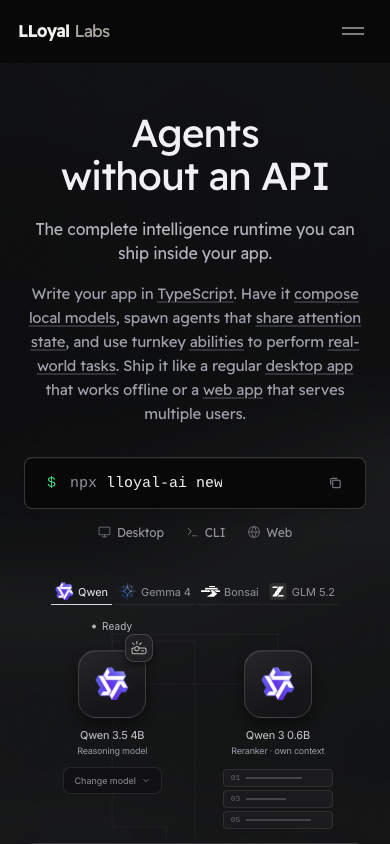 LLoyal Labs
Agents
without an API
The complete intelligence runtime you can
ship inside your app.
Write your app in TypeScript. Have it compose
local models, spawn agents that share attention
state, and use turnkey abilities to perform real-
world tasks. Ship it like a regular desktop app
that works offline or a web app that serves
multiple users.
$ npx lloyal-ai new
Desktop CLI Web
Qwen Gemma 4 Bonsai GLM 5.2
Ready
Qwen 3.5 4B Qwen 3 0.6B
Reasoning model Reranker · own context
Change model
01
03
05